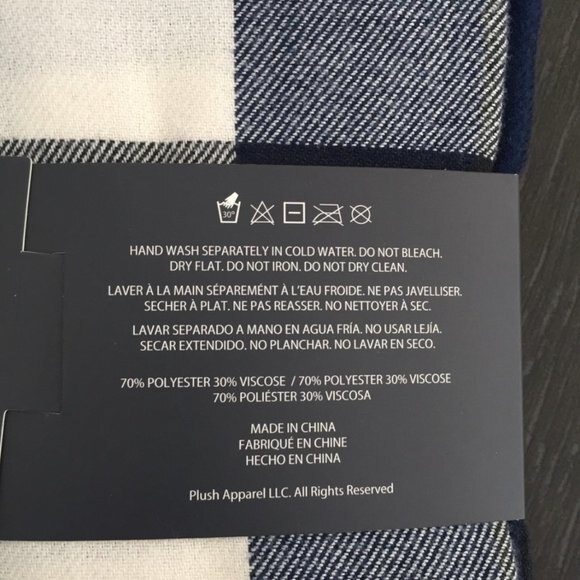 30°
HAND WASH SEPARATELY IN COLD WATER. DO NOT BLEACH.
DRY FLAT. DO NOT IRON. DO NOT DRY CLEAN.
LAVER À LA MAIN SÉPARÉMENT À L'EAU FROIDE. NE PAS JAVELLISER.
SECHER À PLAT. NE PAS REASSER. NO NETTOYER À SEC.
LAVAR SEPARADO A MANO EN AGUA FRÍA. NO USAR LEJÍA.
SECAR EXTENDIDO. NO PLANCHAR. NO LAVAR EN SECO.
70% POLYESTER 30% VISCOSE / 70% POLYESTER 30% VISCOSE
70% POLIÉSTER 30% VISCOSA
MADE IN CHINA
FABRIQUÉ EN CHINE
HECHO EN CHINA
Plush Apparel LLC. All Rights Reserved